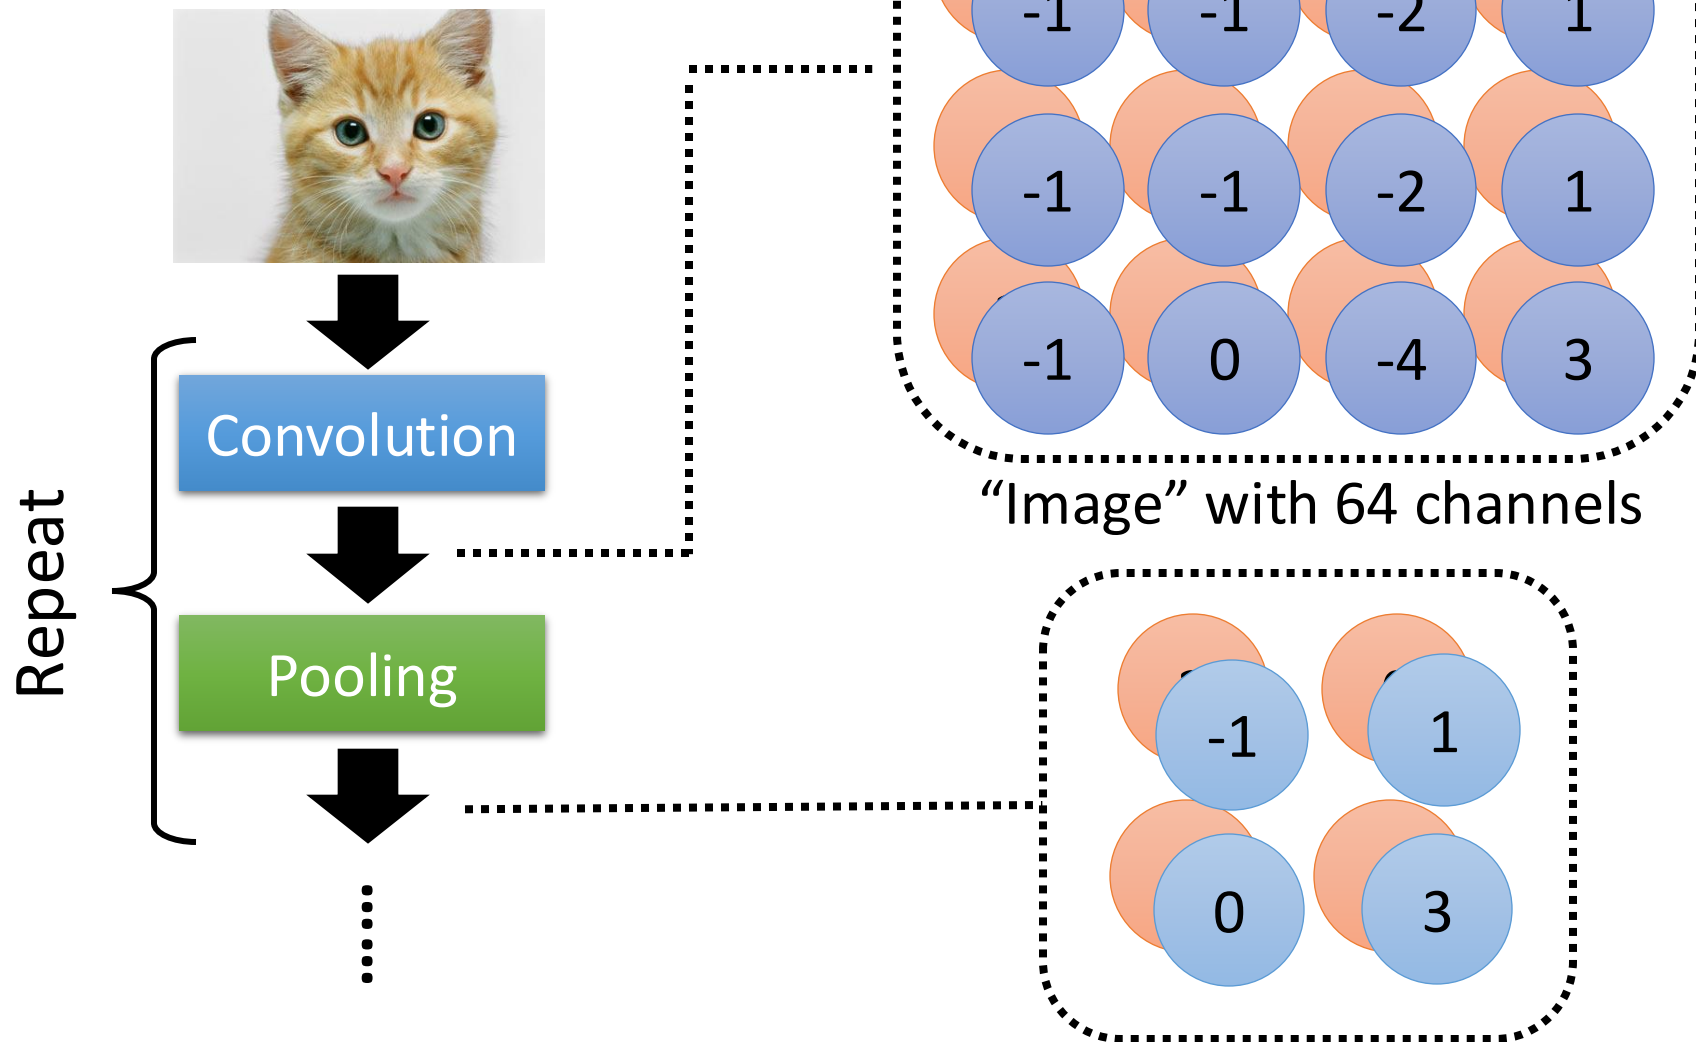 -1 -1 -2 1
-1 -1 -2 1
-1 0 -4 3
“Image” with 64 channels
Repeat
Convolution
Pooling
-1 1
0 3